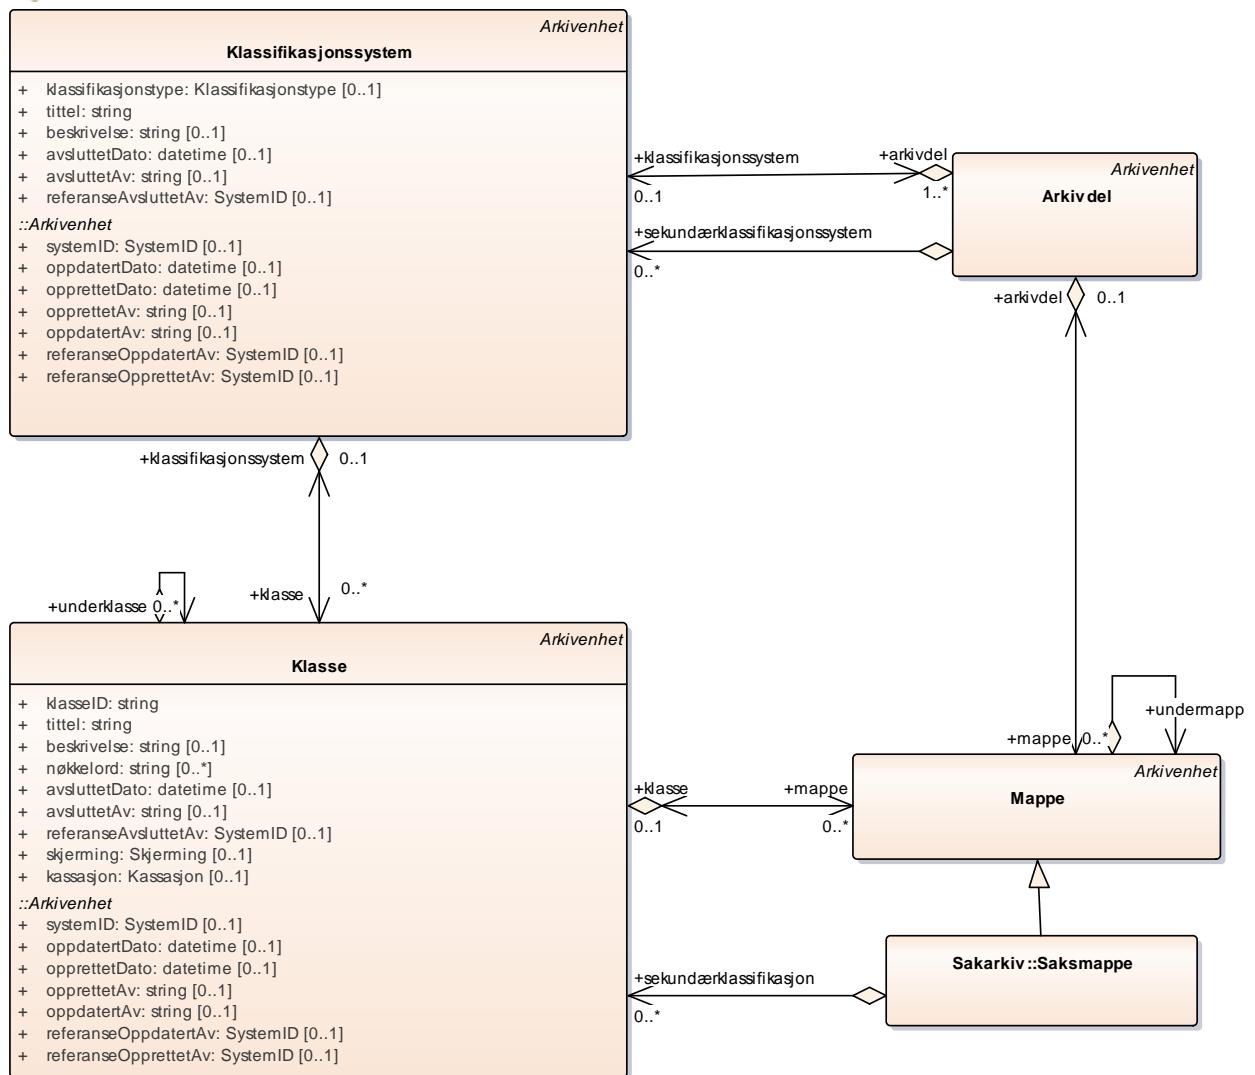 Arkivenhet
Klassifikasjonssystem
+ klassifikasjonstype: Klassifikasjonstype [0..1]
+ tittel: string
+ beskrivelse: string [0..1]
+ avsluttetDato: datetime [0..1]
+ avsluttetAv: string [0..1]
+ referanseAvsluttetAv: SystemID [0..1]
::Arkivenhet
+ systemID: SystemID [0..1]
+ oppdatertDato: datetime [0..1]
+ opprettetDato: datetime [0..1]
+ opprettetAv: string [0..1]
+ oppdatertAv: string [0..1]
+ referanseOppdatertAv: SystemID [0..1]
+ referanseOpprettetAv: SystemID [0..1]
+klassifikasjonssystem
0..1
+arkivdel
1..*
+sekundærklassifikasjonssystem
0..*
Arkivenhet
Arkivdel
+arkivdel 0..1
+klassifikasjonssystem 0..1
+klasse 0..*
+underklasse 0..*
Arkivenhet
Klasse
+ klasseID: string
+ tittel: string
+ beskrivelse: string [0..1]
+ nøkkelord: string [0..*]
+ avsluttetDato: datetime [0..1]
+ avsluttetAv: string [0..1]
+ referanseAvsluttetAv: SystemID [0..1]
+ skjerming: Skjerming [0..1]
+ kassasjon: Kassasjon [0..1]
::Arkivenhet
+ systemID: SystemID [0..1]
+ oppdatertDato: datetime [0..1]
+ opprettetDato: datetime [0..1]
+ opprettetAv: string [0..1]
+ oppdatertAv: string [0..1]
+ referanseOppdatertAv: SystemID [0..1]
+ referanseOpprettetAv: SystemID [0..1]
+undermapp
+mappe 0..*
Arkivenhet
Mappe
+klasse
0..1
+mappe
0..*
+sekundærklassifikasjon
0..*
Sakarkiv::Saksmappe